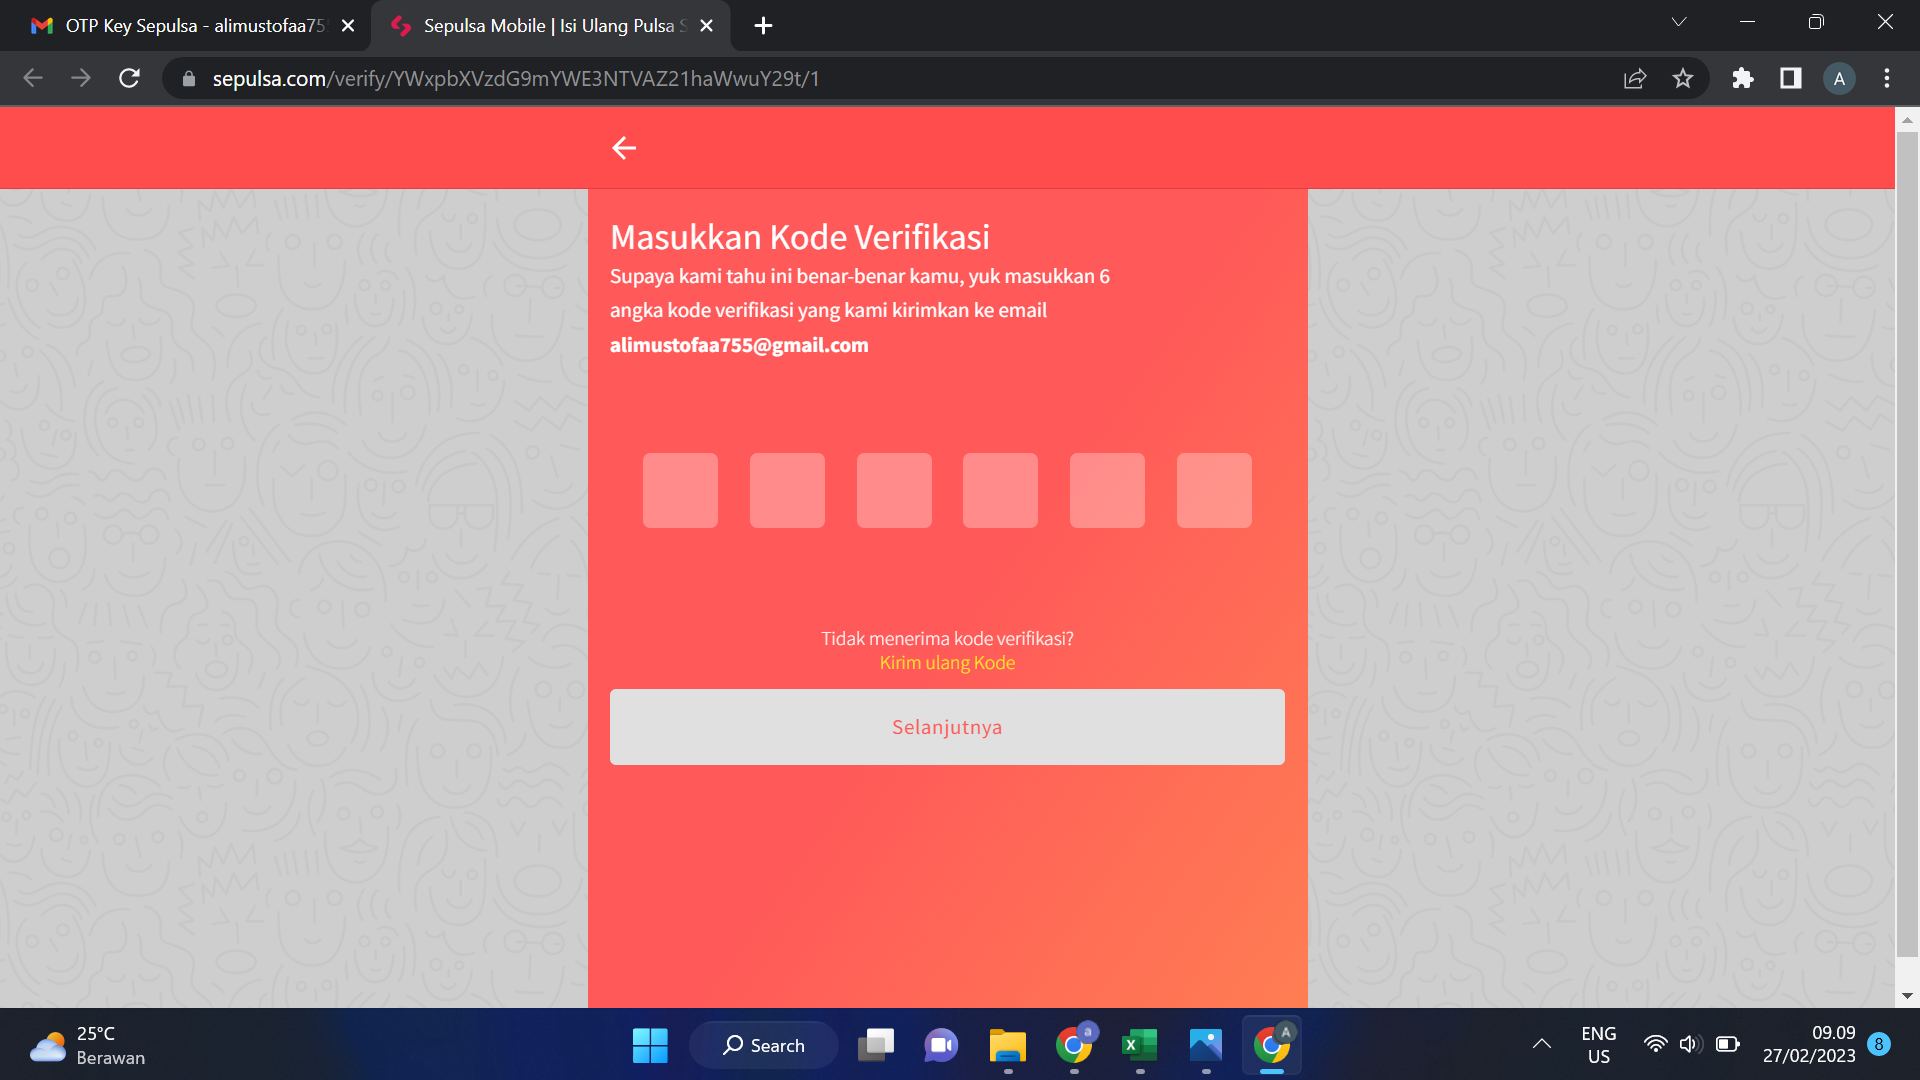 OTP Key Sepulsa - alimustofaa755
Sepulsa Mobile | Isi Ulang Pulsa S
sepulsa.com/verify/YWxpbXVzdG9mYWE3NTVAZ21haWwuY29t/1
A
Masukkan Kode Verifikasi
Supaya kami tahu ini benar-benar kamu, yuk masukkan 6
angka kode verifikasi yang kami kirimkan ke email
alimustofaa755@gmail.com
Tidak menerima kode verifikasi?
Kirim ulang Kode
Selanjutnya
25°C
Berawan
Search
a
X
A
ENG
US
09.09
27/02/2023
8